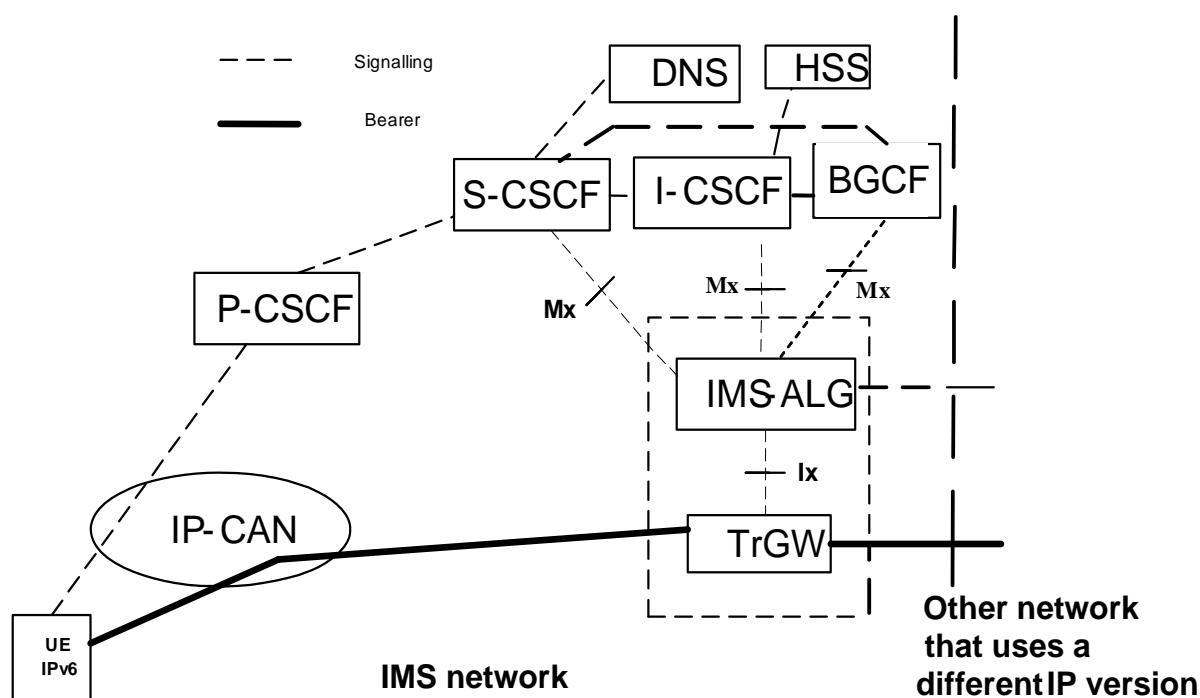 Signalling
DNS
HSS
Bearer
S-CSCF
I-CSCF
BGCF
P-CSCF
Mx
Mx
Mx
IMS-ALG
Ix
IP-CAN
TrGW
UE
IPv6
IMS network
Other network
that uses a
different IP version